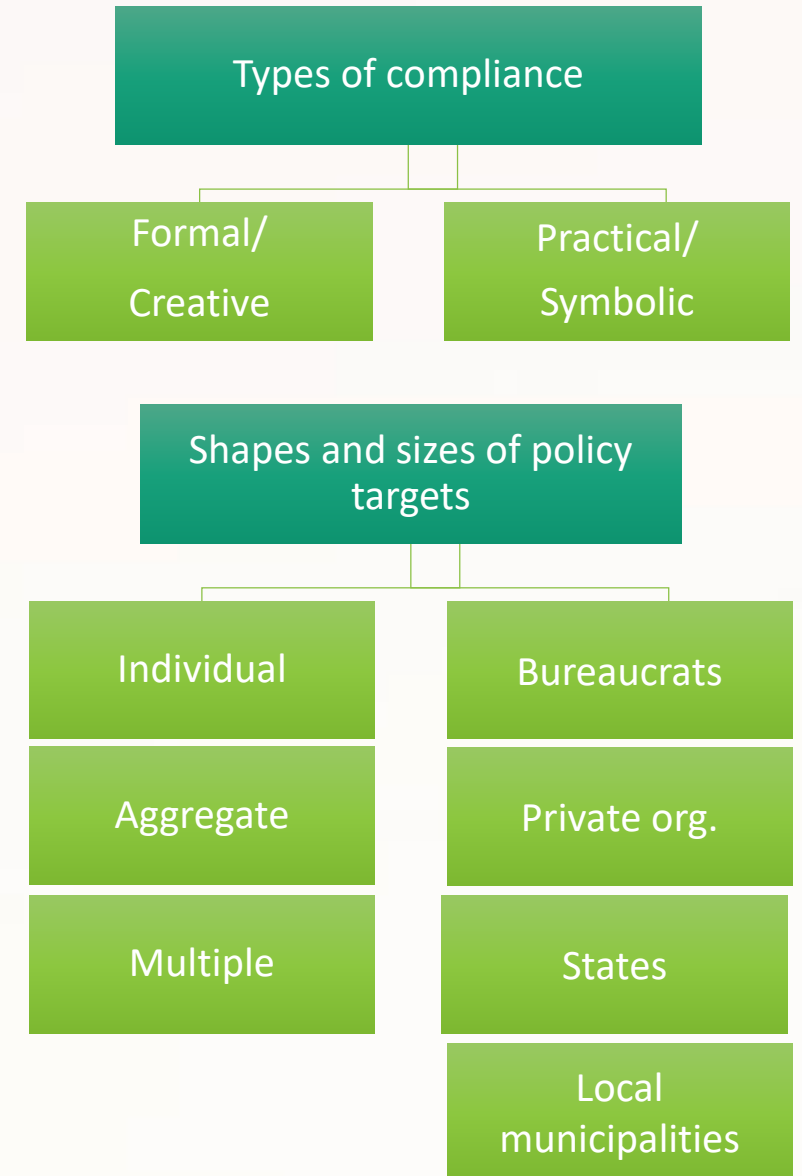 Types of compliance
Formal/
Creative
Practical/
Symbolic
Shapes and sizes of policy
targets
Individual
Bureaucrats
Aggregate
Private org.
Multiple
States
Local
municipalities